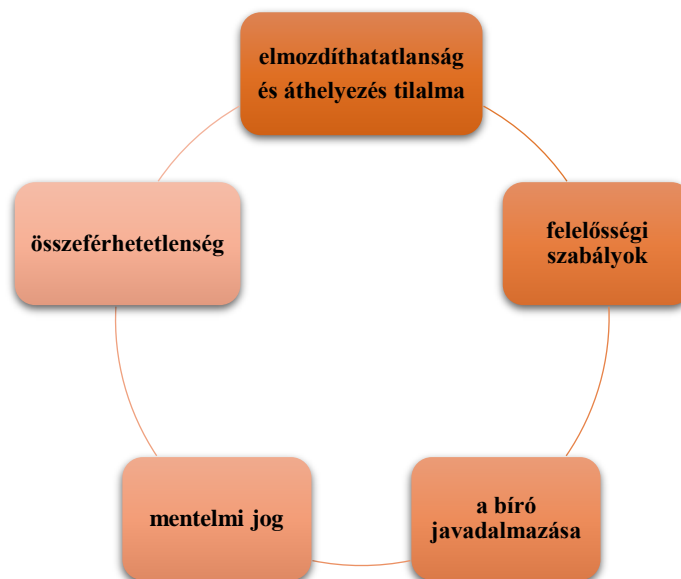 elmozdíthatatlanság
és áthelyezés tilalma
felelősségi
szabályok
a bíró
javadalmazása
mentelmi jog
összeférhetetlenség